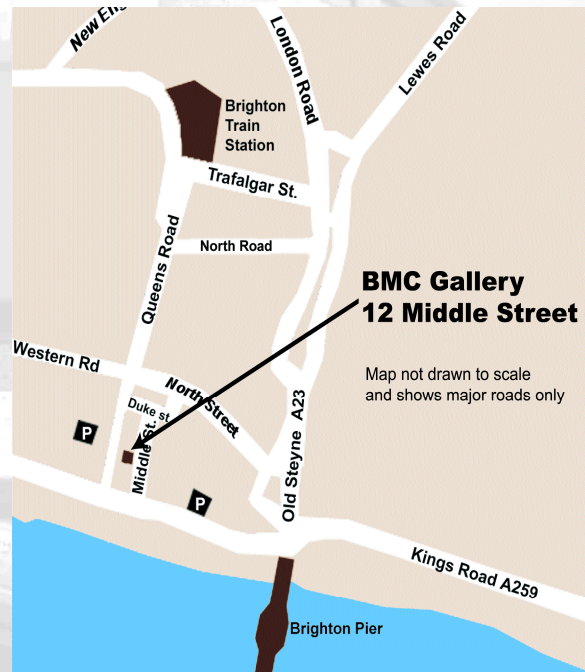 New Eng
London Road
Lewes Road
Brighton
Train
Station
Trafalgar St.
Queens Road
North Road
BMC Gallery
12 Middle Street
Western Rd
North Street
Map not drawn to scale
and shows major roads only
Duke st
P
Middle St.
P
Old Steyne A23
Kings Road A259
Brighton Pier